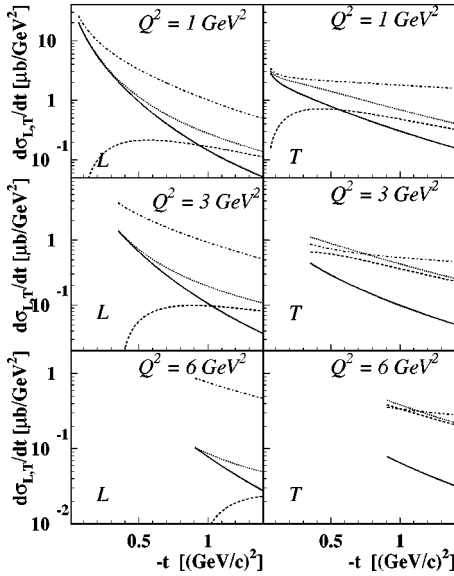 Q² = 1 GeV²
Q² = 1 GeV²
dσL,T/dt [μb/GeV²]
10
1
10⁻¹
L
T
Q² = 3 GeV²
Q² = 3 GeV²
dσL,T/dt [μb/GeV²]
1
10⁻¹
L
T
Q² = 6 GeV²
Q² = 6 GeV²
dσL,T/dt [μb/GeV²]
1
10⁻¹
10⁻²
L
T
0.5 1 0.5 1
-t [(GeV/c)²] -t [(GeV/c)²]